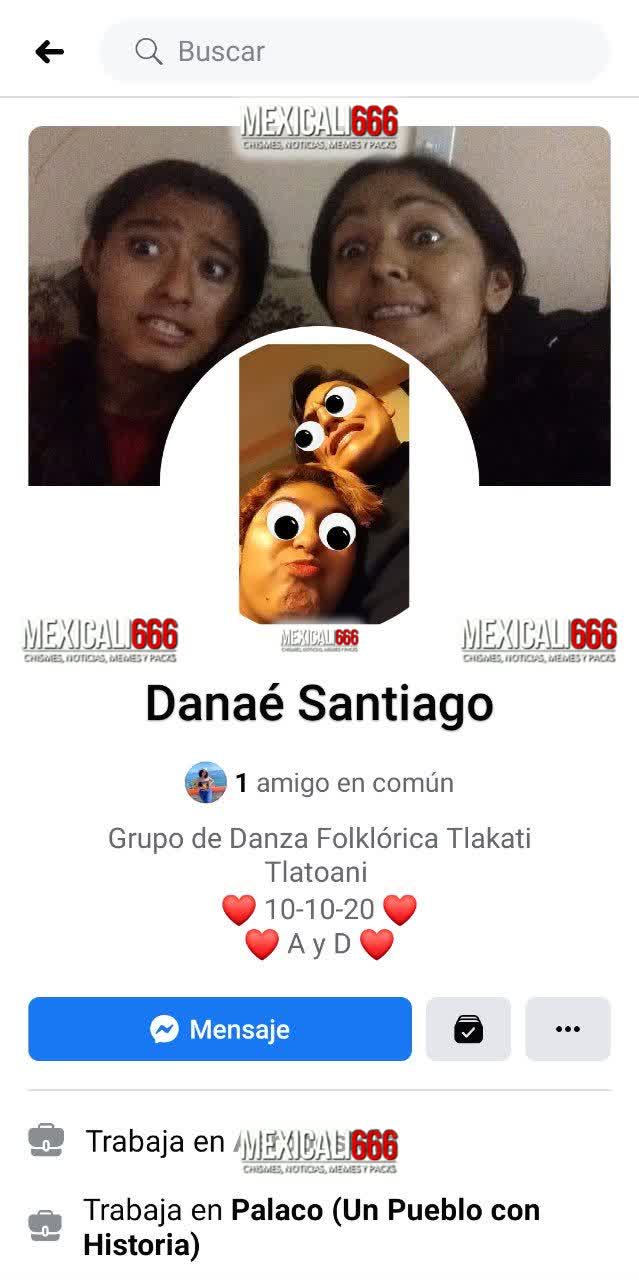 Buscar
MEXICALI666
CHISMES, NOTICIAS, MEMES Y PACKS
MEXICALI666
CHISMES, NOTICIAS, MEMES Y PACKS
MEXICALI666
CHISMES, NOTICIAS, MEMES Y PACKS
MEXICALI666
CHISMES, NOTICIAS, MEMES Y PACKS
Danaé Santiago
1 amigo en común
Grupo de Danza Folklórica Tlakati
Tlatoani
❤️ 10-10-20 ❤️
❤️ A y D ❤️
Mensaje
Trabaja en
MEXICALI666
CHISMES, NOTICIAS, MEMES Y PACKS
Trabaja en Palaco (Un Pueblo con
Historia)